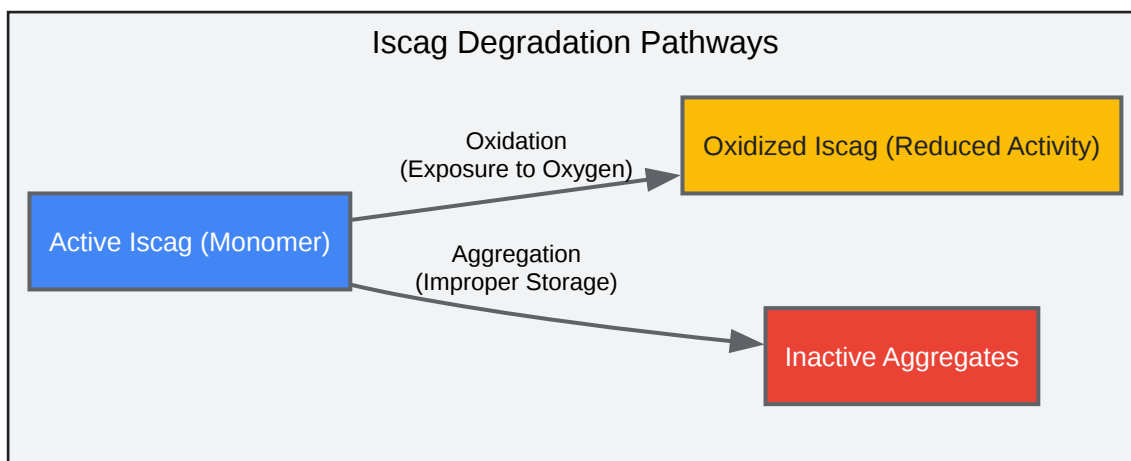 Iscag Degradation Pathways
Oxidation
(Exposure to Oxygen)
Oxidized Iscag (Reduced Activity)
Active Iscag (Monomer)
Aggregation
(Improper Storage)
Inactive Aggregates